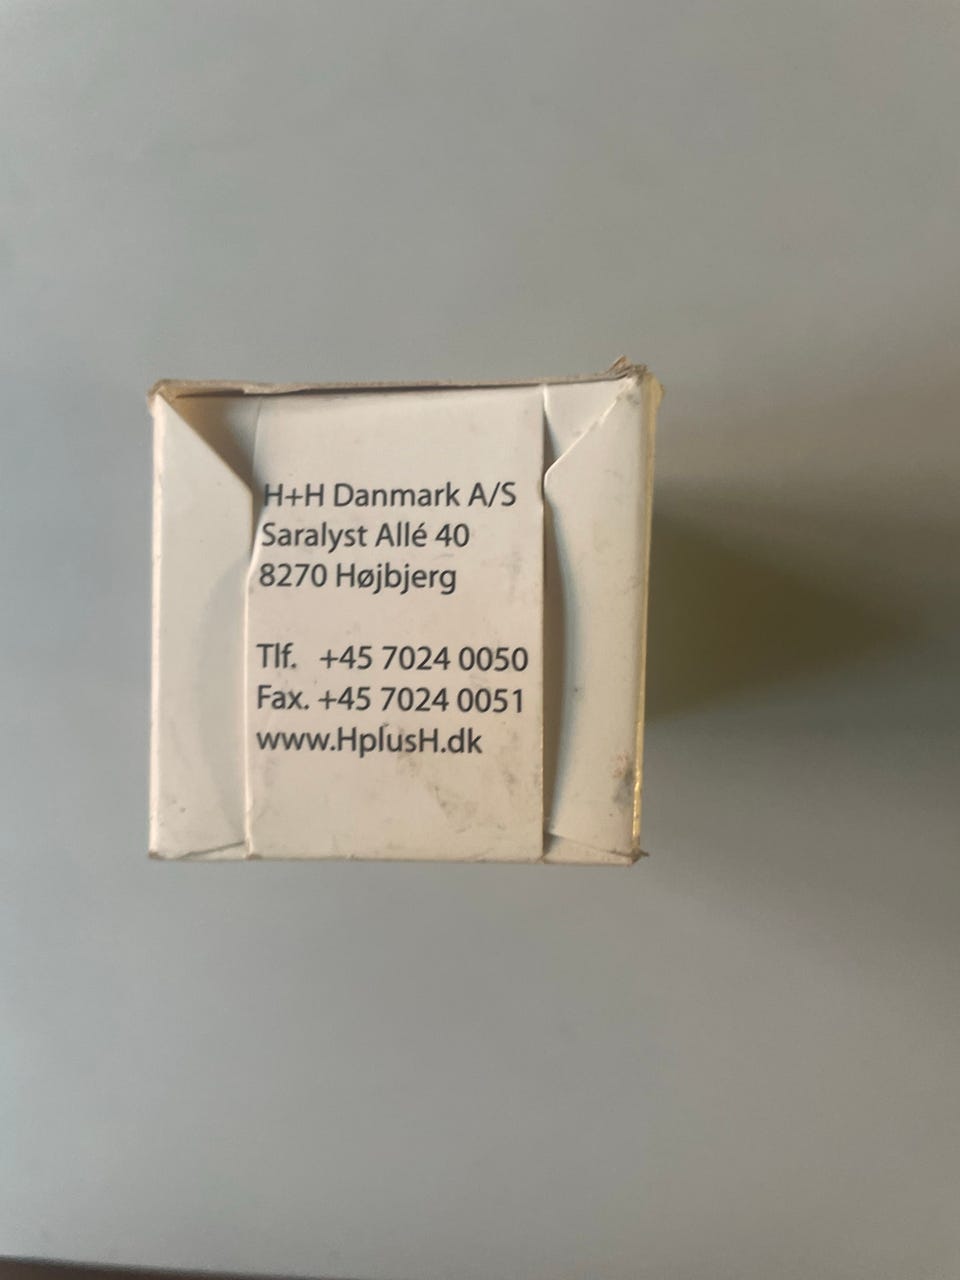 H+H Danmark A/S
Saralyst Allé 40
8270 Højbjerg
Tlf. +45 7024 0050
Fax. +45 7024 0051
www.HplusH.dk